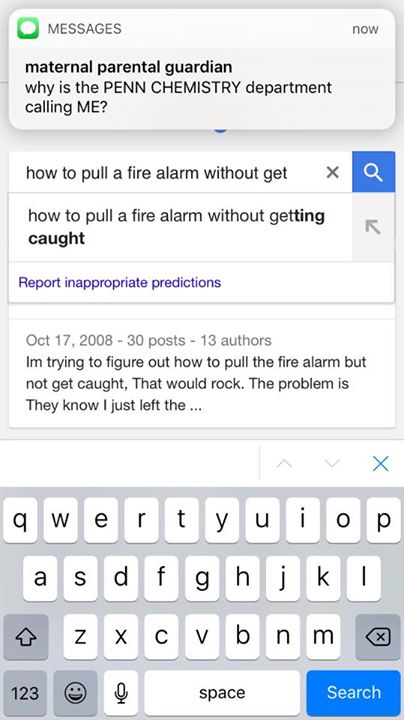 MESSAGES now
maternal parental guardian
why is the PENN CHEMISTRY department
calling ME?
how to pull a fire alarm without get
how to pull a fire alarm without getting
caught
Report inappropriate predictions
Oct 17, 2008 - 30 posts - 13 authors
Im trying to figure out how to pull the fire alarm but
not get caught, That would rock. The problem is
They know I just left the ...
q w e r t y u i o p
a s d f g h j k l
z x c v b n m
123 space Search